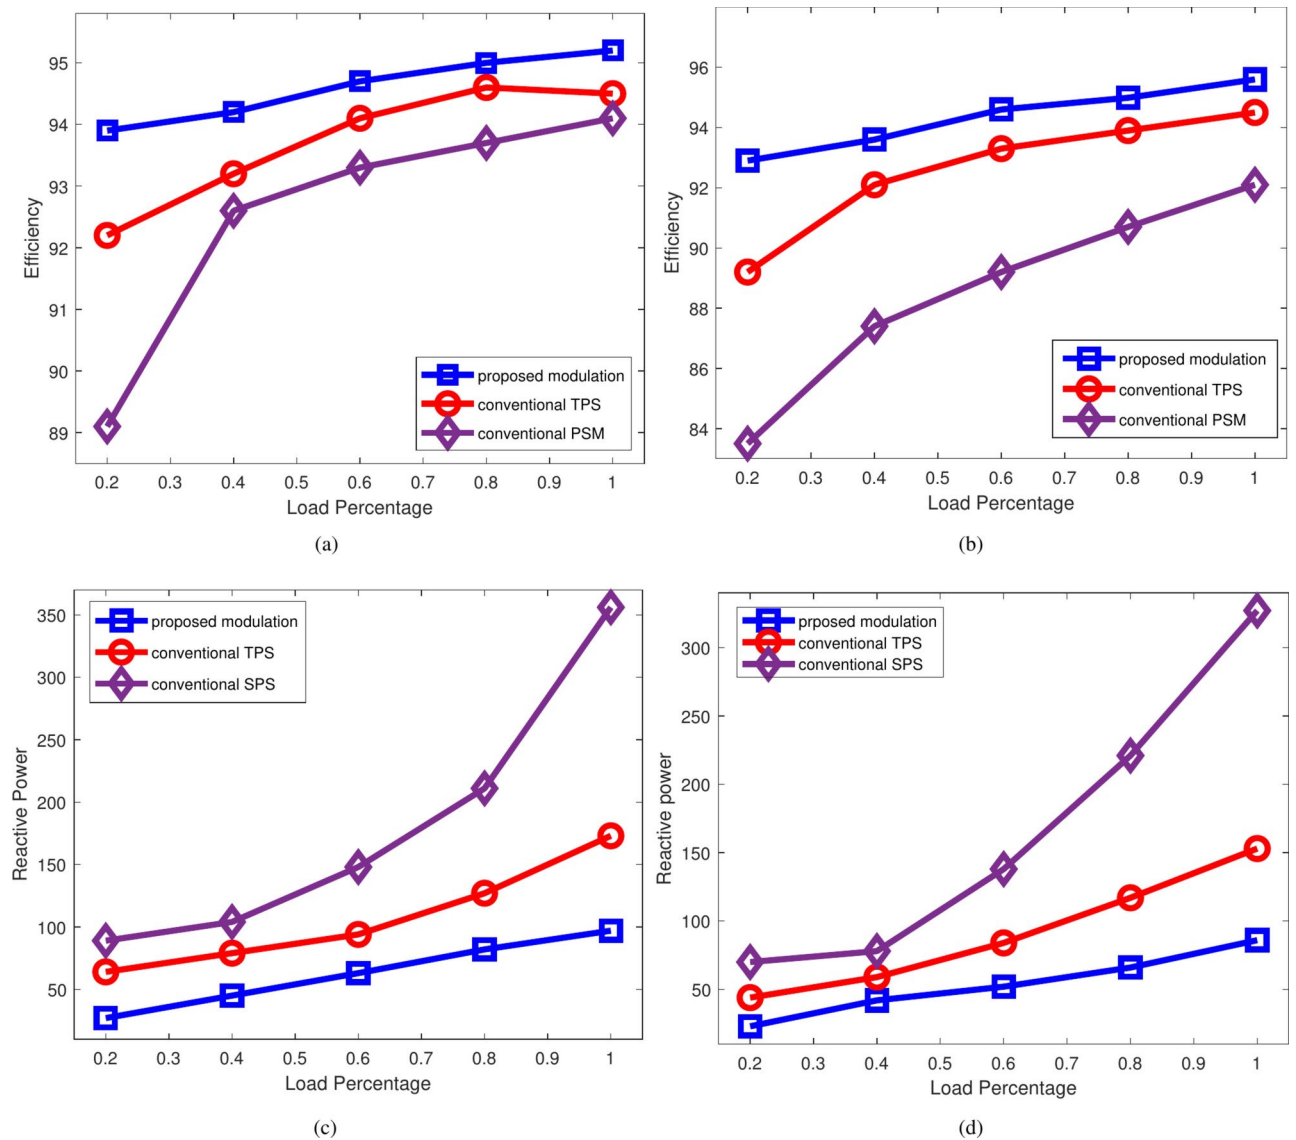 95
94
93
92
91
90
89
Efficiency
0.2 0.3 0.4 0.5 0.6 0.7 0.8 0.9 1
Load Percentage
proposed modulation
conventional TPS
conventional PSM
(a)
96
94
92
90
88
86
84
Efficiency
0.2 0.3 0.4 0.5 0.6 0.7 0.8 0.9 1
Load Percentage
proposed modulation
conventional TPS
conventional PSM
(b)
350
300
250
200
150
100
50
Reactive Power
0.2 0.3 0.4 0.5 0.6 0.7 0.8 0.9 1
Load Percentage
proposed modulation
conventional TPS
conventional SPS
(c)
300
250
200
150
100
50
Reactive power
0.2 0.3 0.4 0.5 0.6 0.7 0.8 0.9 1
Load Percentage
prposed modulation
conventional TPS
conventional SPS
(d)